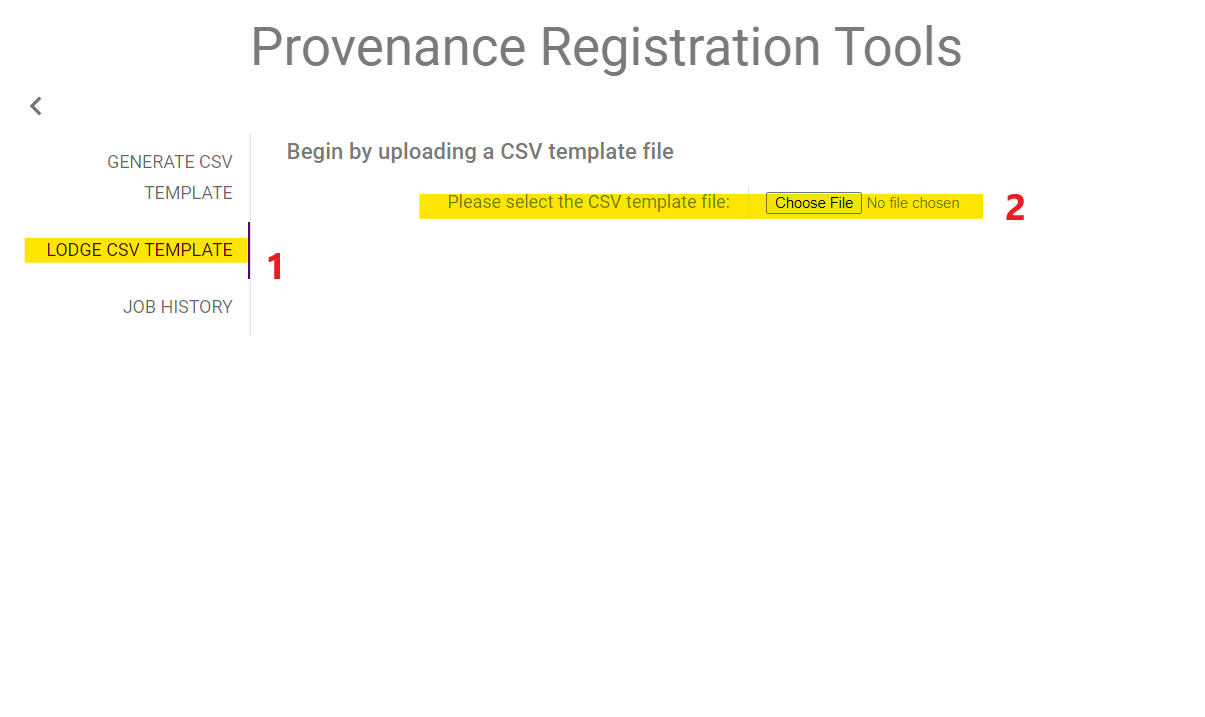 Provenance Registration Tools
GENERATE CSV
TEMPLATE
LODGE CSV TEMPLATE
1
JOB HISTORY
Begin by uploading a CSV template file
Please select the CSV template file: Choose File No file chosen
2